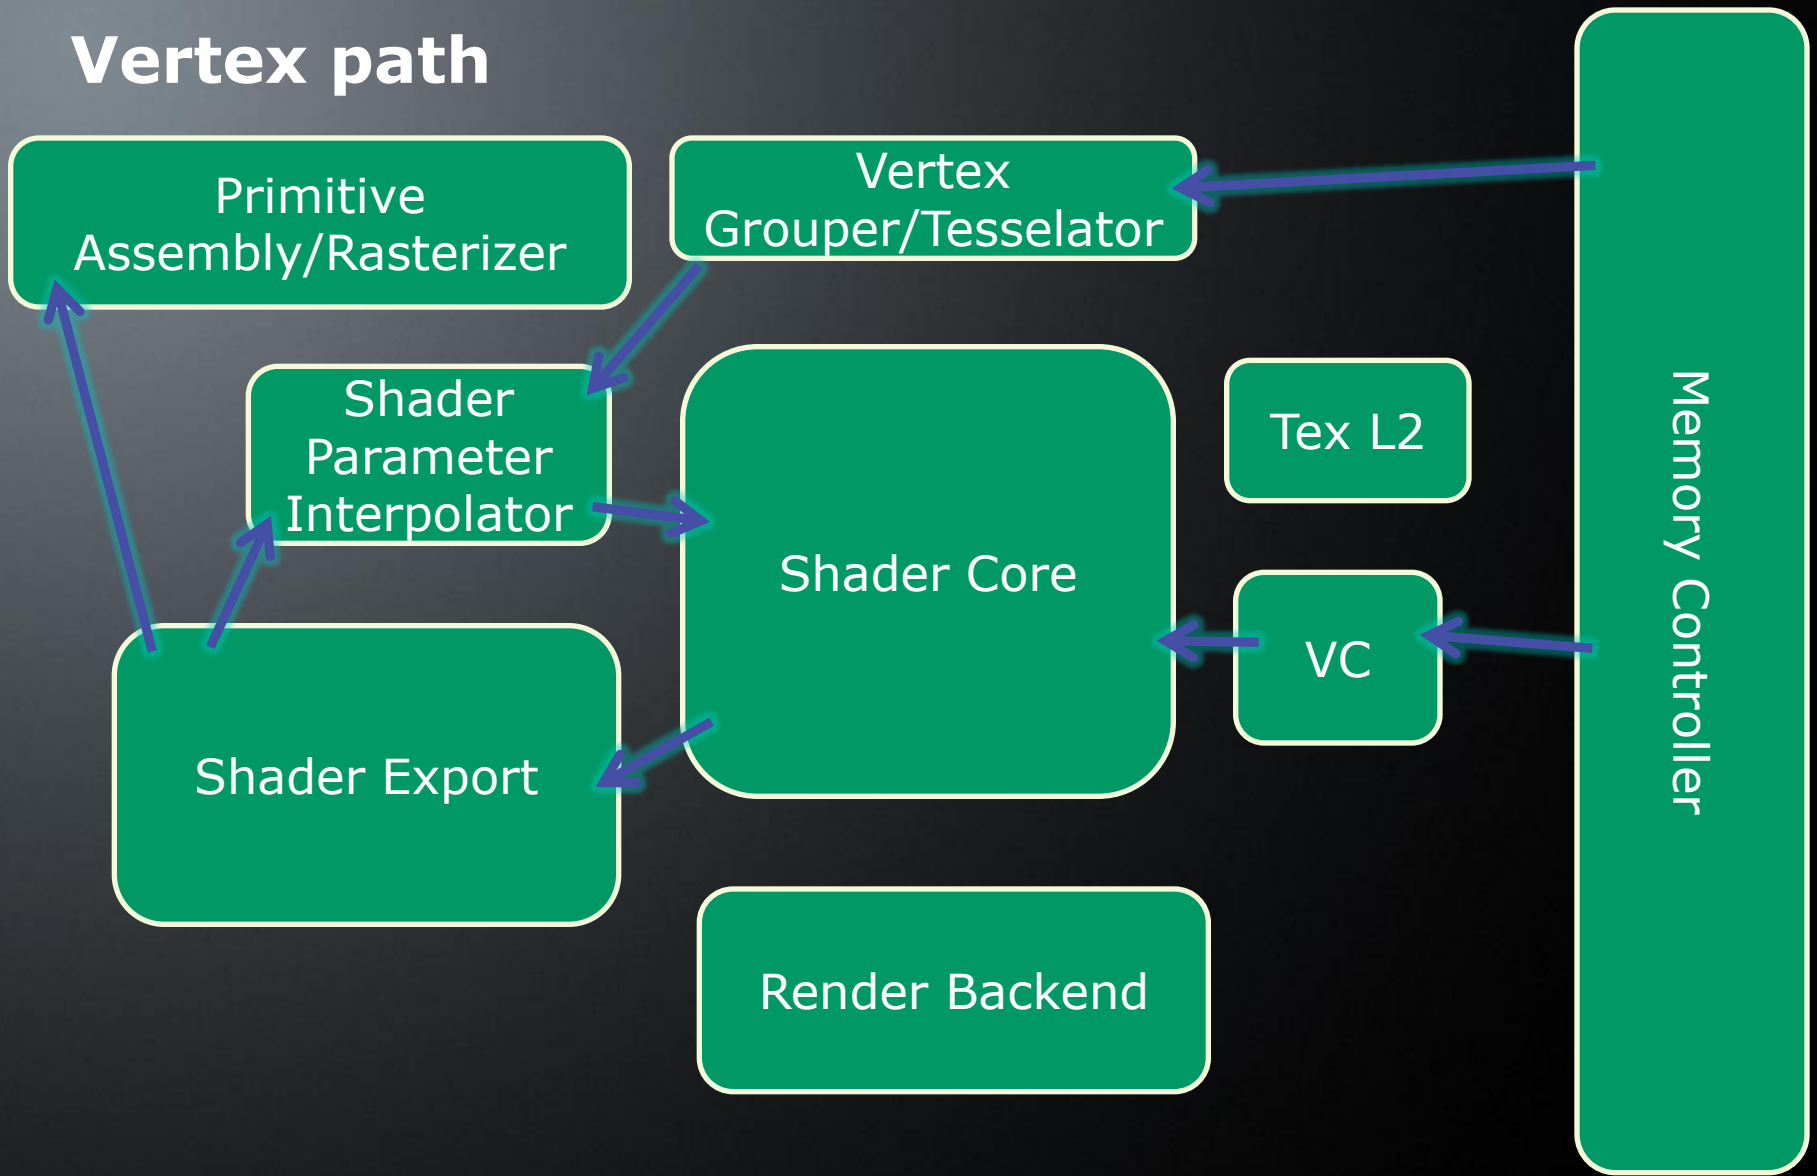 Vertex path
Primitive
Assembly/Rasterizer
Vertex
Grouper/Tesselator
Shader
Parameter
Interpolator
Shader Core
Tex L2
VC
Memory Controller
Shader Export
Render Backend